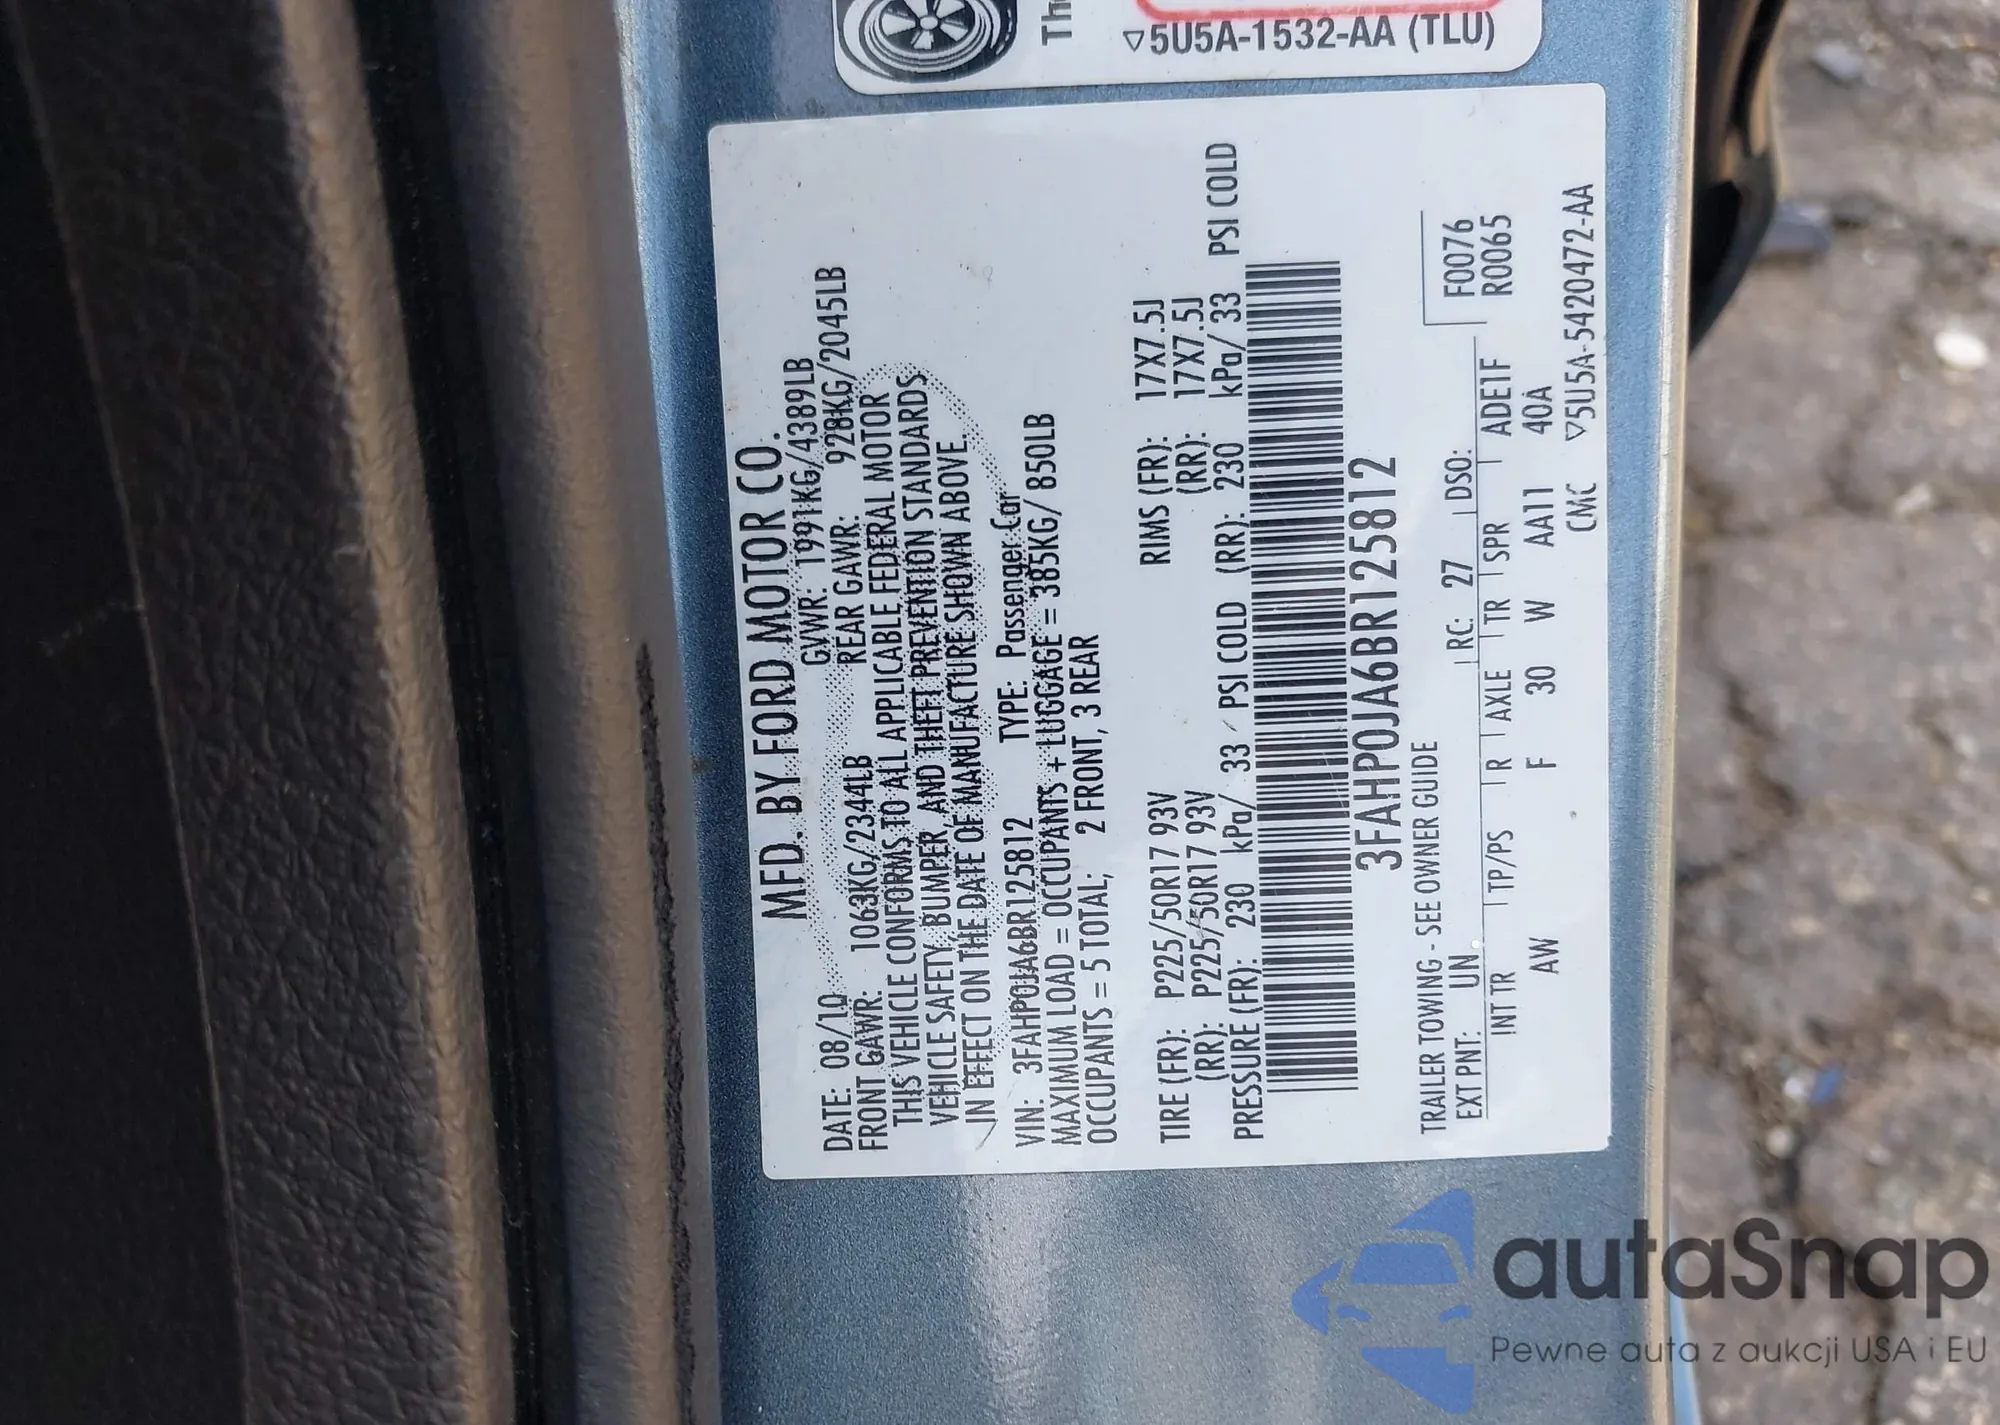 Th
▽5U5A-1532-AA (TLU)
MFD. BY FORD MOTOR CO.
DATE: 08/10 GVWR: 1991KG/4389LB
FRONT GAWR: 1063KG/2344LB REAR GAWR: 928KG/2045LB
THIS VEHICLE CONFORMS TO ALL APPLICABLE FEDERAL MOTOR
VEHICLE SAFETY, BUMPER, AND THEFT PREVENTION STANDARDS
IN EFFECT ON THE DATE OF MANUFACTURE SHOWN ABOVE.
VIN: 3FAHP0JA6BR125812 TYPE: Passenger Car
MAXIMUM LOAD = OCCUPANTS + LUGGAGE = 385KG/ 850LB
OCCUPANTS = 5 TOTAL; 2 FRONT, 3 REAR
TIRE (FR): P225/50R17 93V RIMS (FR): 17X7.5J
(RR): P225/50R17 93V (RR): 17X7.5J
PRESSURE (FR): 230 kPa/ 33 / PSI COLD (RR): 230 kPa/ 33 PSI COLD
3FAHP0JA6BR125812
TRAILER TOWING - SEE OWNER GUIDE
EXT PNT: UN RC: 27 DSO: F0076
R0065
INT TR TP/PS R AXLE TR SPR ADE1F
AW F 30 W AA11 40A
CMC ▽5U5A-5420472-AA
autaSnap
Pewne auta z aukcji USA i EU